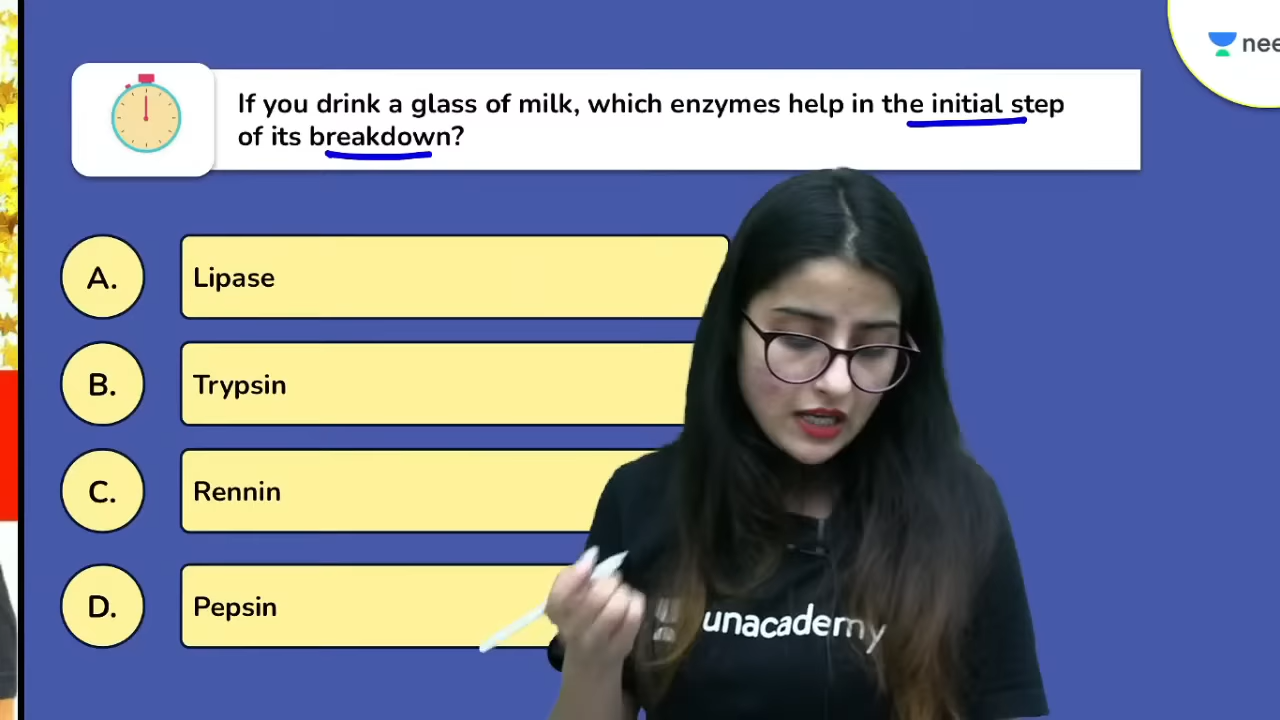 nee
If you drink a glass of milk, which enzymes help in the initial step
of its breakdown?
A. Lipase
B. Trypsin
C. Rennin
D. Pepsin
unacademy